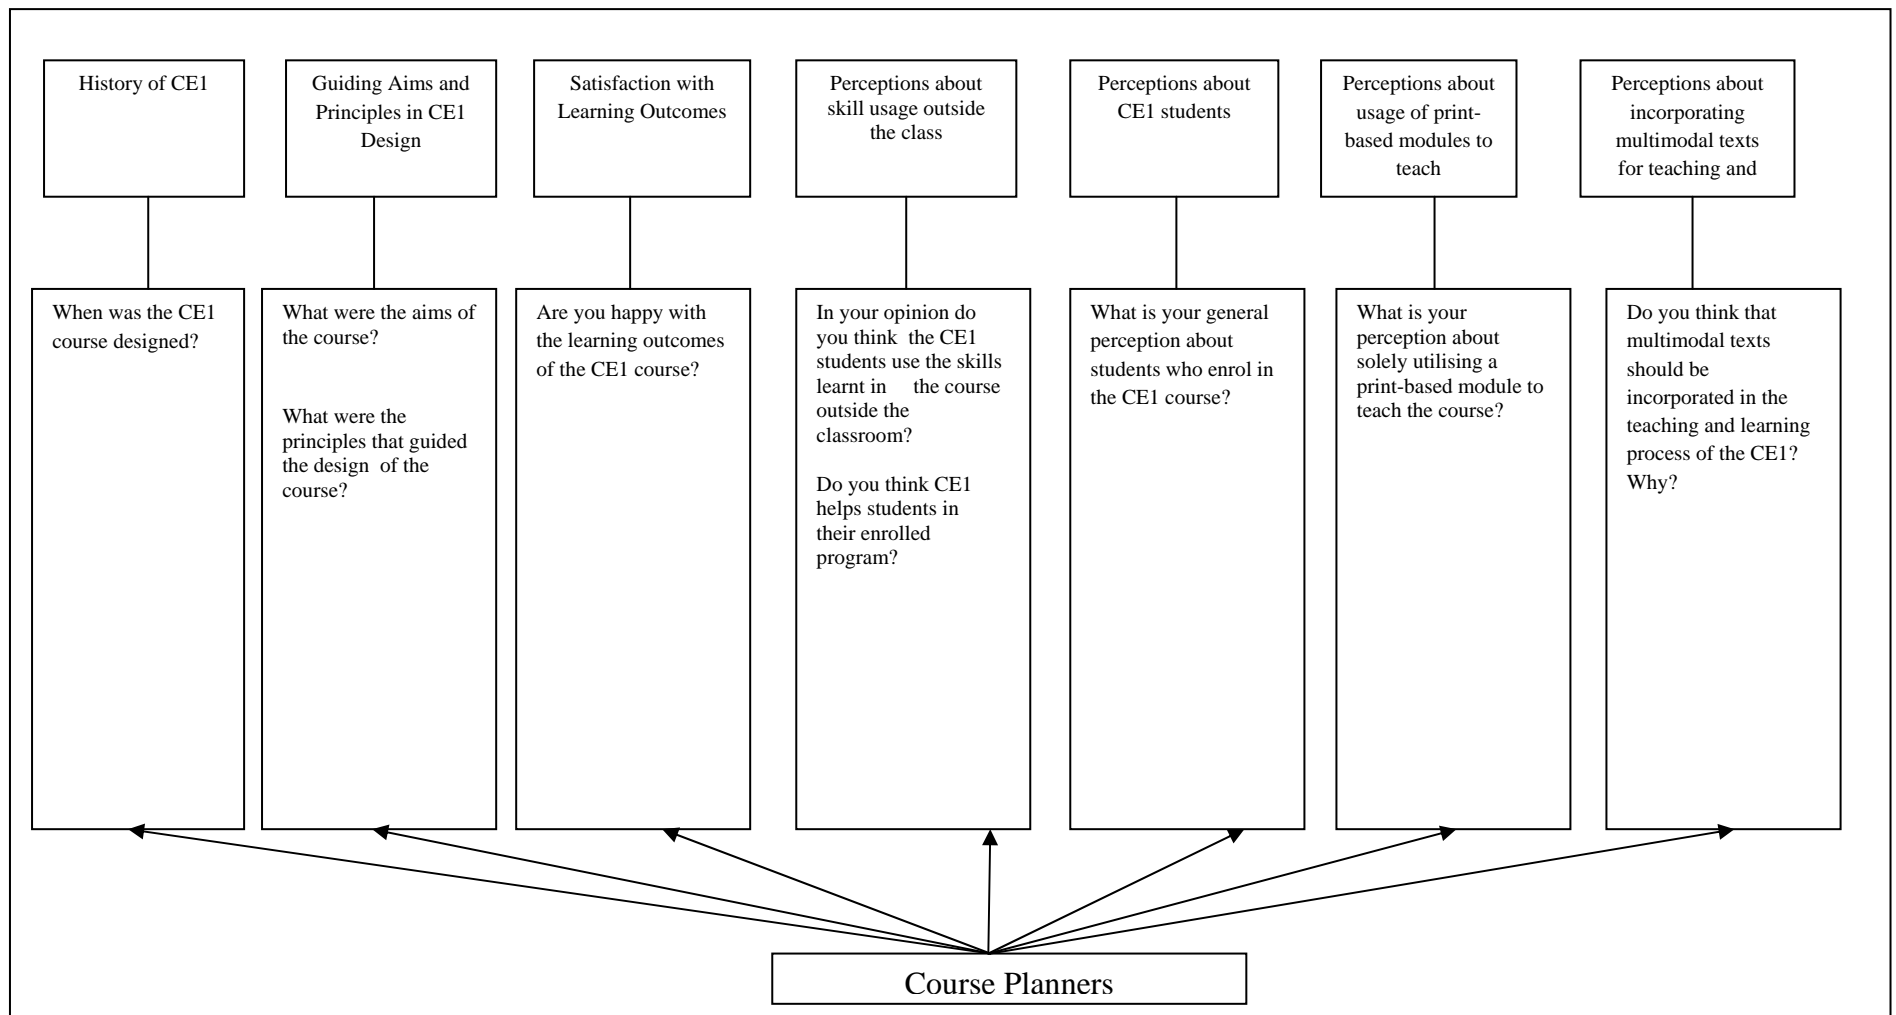 History of CE1
Guiding Aims and
Principles in CE1
Design
Satisfaction with
Learning Outcomes
Perceptions about
skill usage outside
the class
Perceptions about
CE1 students
Perceptions about
usage of print-
based modules to
teach
Perceptions about
incorporating
multimodal texts
for teaching and
When was the CE1
course designed?
What were the aims of
the course?
What were the
principles that guided
the design of the
course?
Are you happy with
the learning outcomes
of the CE1 course?
In your opinion do
you think the CE1
students use the skills
learnt in the course
outside the
classroom?
Do you think CE1
helps students in
their enrolled
program?
What is your general
perception about
students who enrol in
the CE1 course?
What is your
perception about
solely utilising a
print-based module to
teach the course?
Do you think that
multimodal texts
should be
incorporated in the
teaching and learning
process of the CE1?
Why?
Course Planners